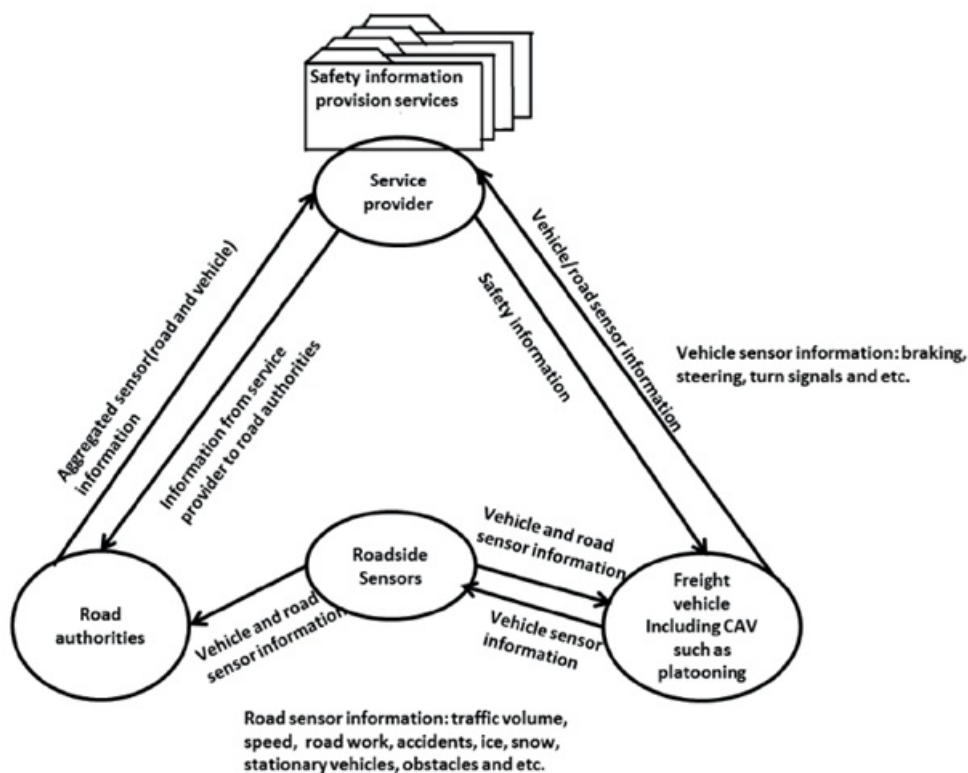 Safety information
provision services
Service
provider
Aggregated sensor(road and vehicle)
information
Information from service
provider to road authorities
Safety information
Vehicle/road sensor information
Vehicle sensor information: braking,
steering, turn signals and etc.
Road
authorities
Roadside
Sensors
Vehicle and road
sensor information
Vehicle and road
sensor information
Vehicle sensor
information
Freight
vehicle
Including CAV
such as
platooning
Road sensor information: traffic volume,
speed, road work, accidents, ice, snow,
stationary vehicles, obstacles and etc.